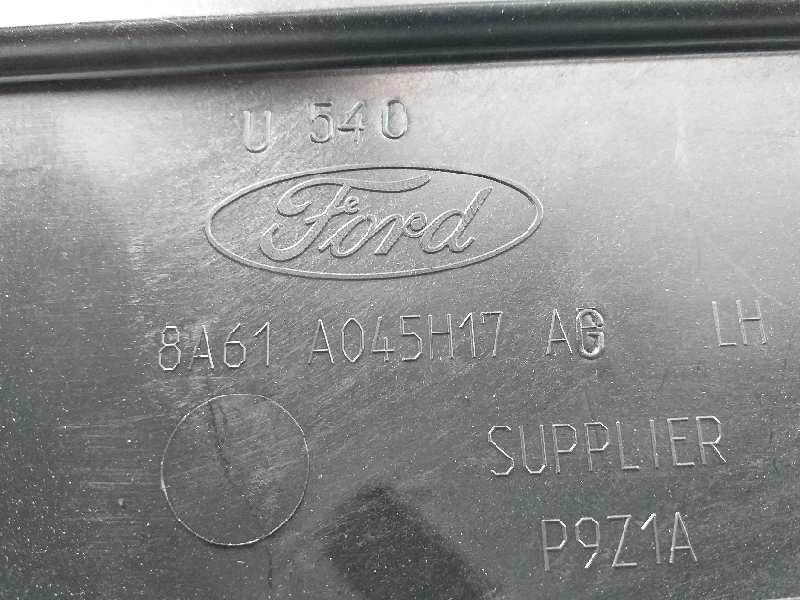 U 540
Ford
8A61 A045H17 AG LH
SUPPLIER
P9Z1A